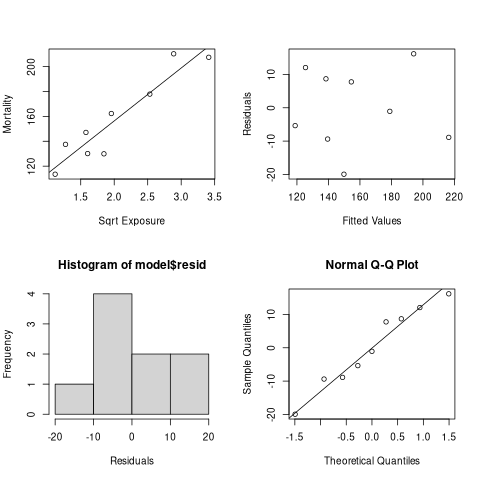 Mortality
120 160 200
1.5 2.0 2.5 3.0 3.5
Sqrt Exposure
Residuals
-20 -10 0 10
120 140 160 180 200 220
Fitted Values
Histogram of model$resid
Frequency
0 1 2 3 4
-20 -10 0 10 20
Residuals
Normal Q-Q Plot
Sample Quantiles
-20 -10 0 10
-1.5 -0.5 0.0 0.5 1.0 1.5
Theoretical Quantiles